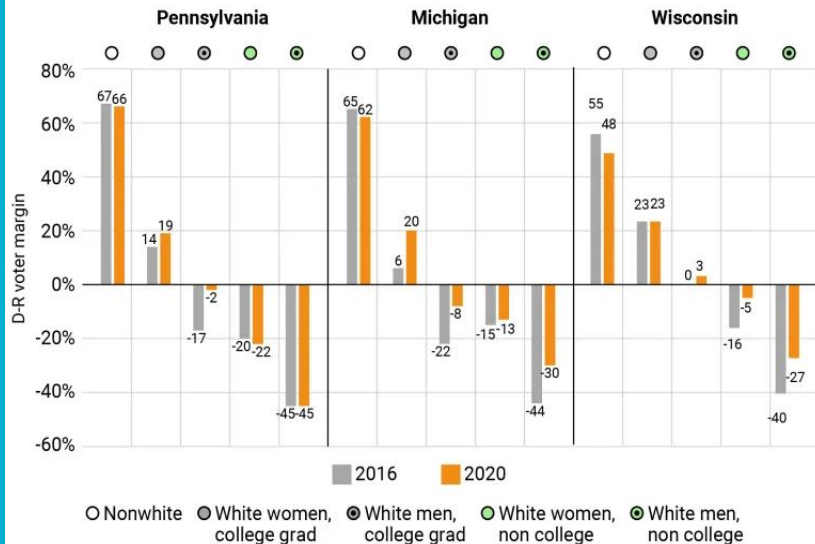 Pennsylvania Michigan Wisconsin
80%
60%
40%
20%
0%
-20%
-40%
-60%
D-R voter margin
67 66 14 19 -17 -2 -20 -22 -45 -45
65 62 6 20 -22 -8 -15 -13 -44 -30
55 48 23 23 0 3 -16 -5 -40 -27
2016 2020
Nonwhite White women, White men, White women, White men,
college grad college grad non college non college